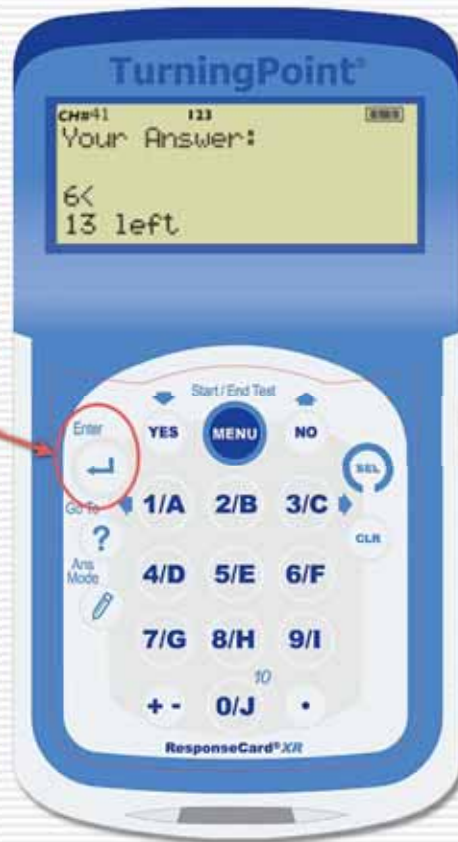 TurningPoint®
CH#41 123
Your Answer:
6<
13 left
Start/End Test
Enter YES MENU NO
SEL
Go To 1/A 2/B 3/C
? CLR
Ans Mode 4/D 5/E 6/F
7/G 8/H 9/I
10
+ - 0/J •
ResponseCard® XR